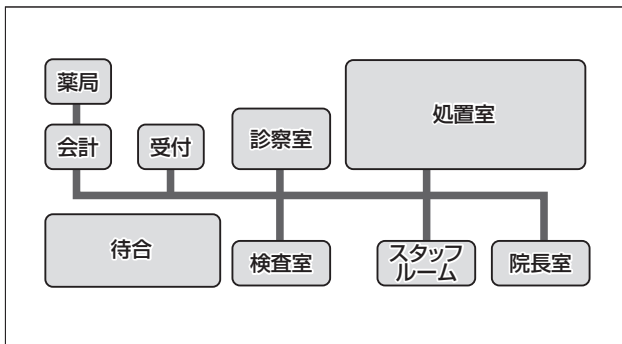 薬局
処置室
会計
受付
診察室
待合
検査室
スタッフ
ルーム
院長室